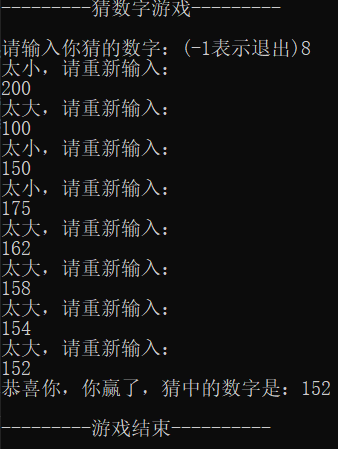 ---------猜数字游戏---------
请输入你猜的数字：(-1表示退出)8
太小，请重新输入：
200
太大，请重新输入：
100
太小，请重新输入：
150
太小，请重新输入：
175
太大，请重新输入：
162
太大，请重新输入：
158
太大，请重新输入：
154
太大，请重新输入：
152
恭喜你，你赢了，猜中的数字是：152
---------游戏结束----------